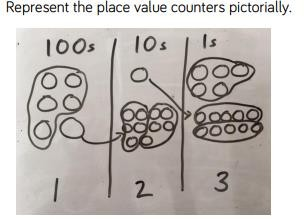 Represent the place value counters pictorially.
100s 10s 1s
1 2 3